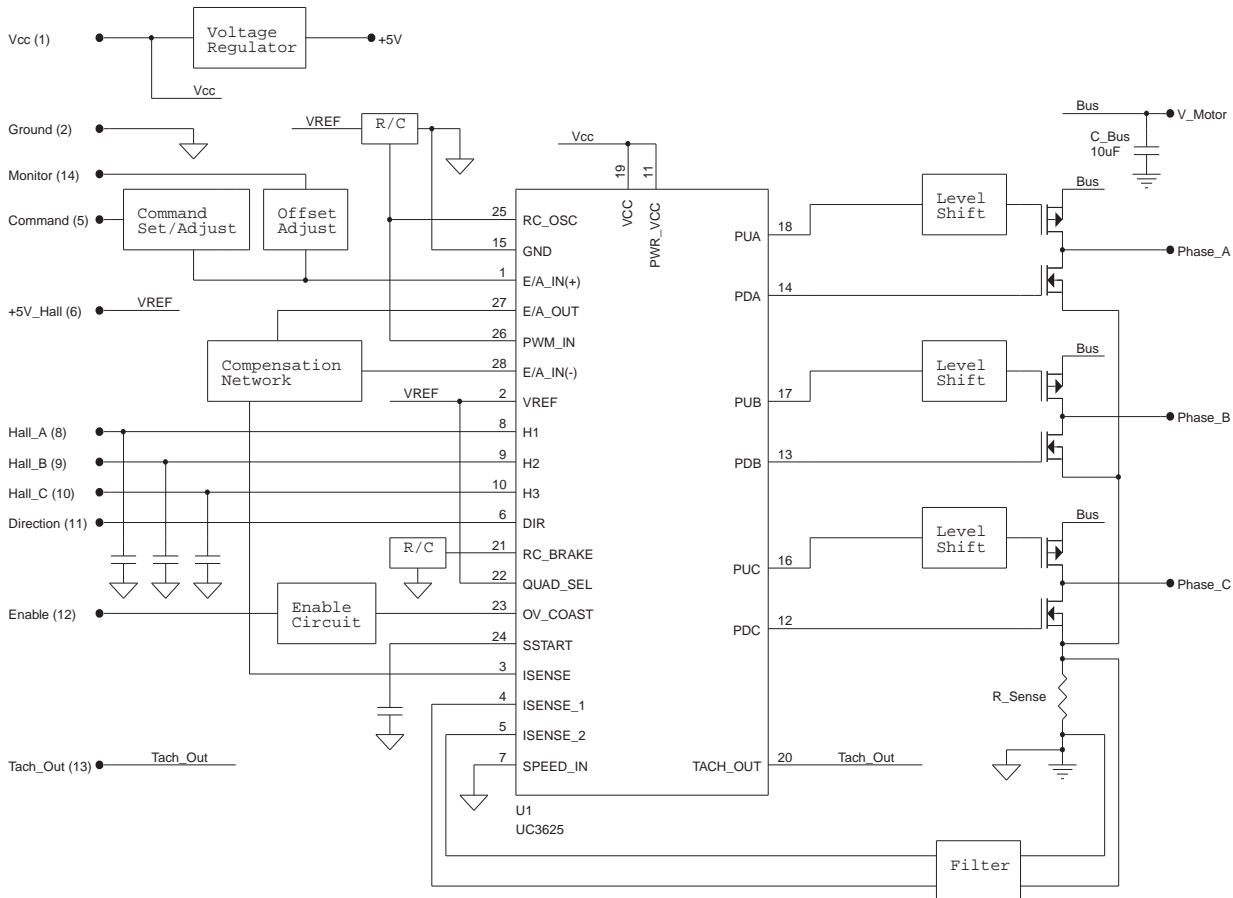 Vcc (1)
Voltage
Regulator
+5V
Vcc
Ground (2)
VREF
R/C
Monitor (14)
Command (5)
Command
Set/Adjust
Offset
Adjust
+5V_Hall (6)
VREF
Compensation
Network
VREF
Hall_A (8)
Hall_B (9)
Hall_C (10)
Direction (11)
R/C
Enable (12)
Enable
Circuit
Tach_Out (13)
Tach_Out
Vcc
19
11
VCC
PWR_VCC
25
RC_OSC
15
GND
1
E/A_IN(+)
27
E/A_OUT
26
PWM_IN
28
E/A_IN(-)
2
VREF
8
H1
9
H2
10
H3
6
DIR
21
RC_BRAKE
22
QUAD_SEL
23
OV_COAST
24
SSTART
3
ISENSE
4
ISENSE_1
5
ISENSE_2
7
SPEED_IN
U1
UC3625
PUA
18
PDA
14
PUB
17
PDB
13
PUC
16
PDC
12
TACH_OUT
20
Tach_Out
Bus
V_Motor
C_Bus
10uF
Level
Shift
Bus
Phase_A
Level
Shift
Bus
Phase_B
Level
Shift
Bus
Phase_C
R_Sense
Filter